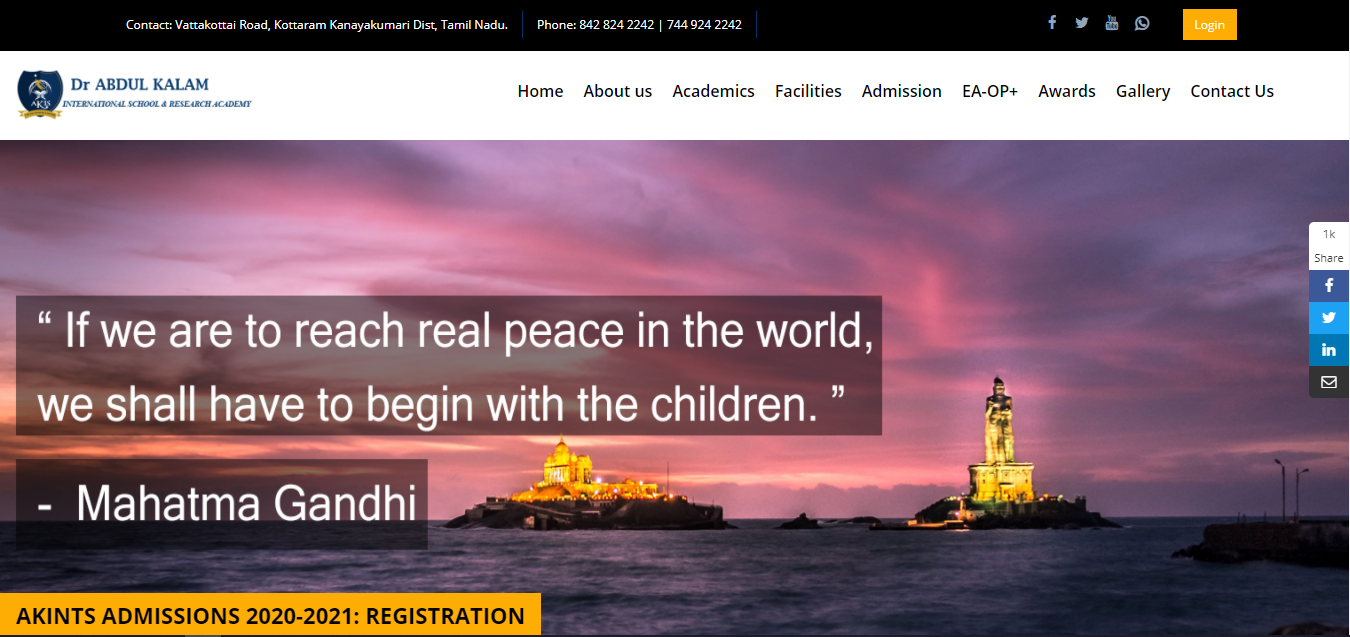 Contact: Vattakottai Road, Kottaram Kanayakumari Dist, Tamil Nadu.
Phone: 842 824 2242 | 744 924 2242
Login
AKIS
Dr ABDUL KALAM
INTERNATIONAL SCHOOL & RESEARCH ACADEMY
Home
About us
Academics
Facilities
Admission
EA-OP+
Awards
Gallery
Contact Us
1k
Share
“ If we are to reach real peace in the world,
we shall have to begin with the children. ”
- Mahatma Gandhi
AKINTS ADMISSIONS 2020-2021: REGISTRATION